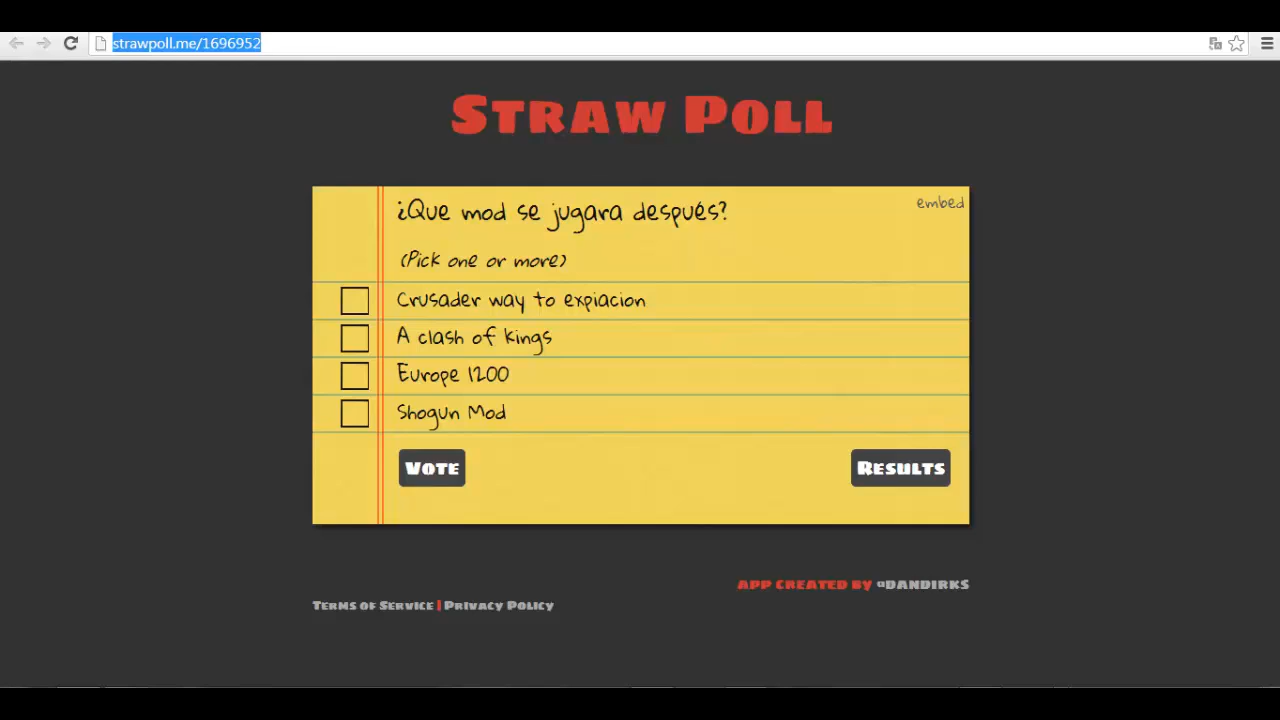 strawpoll.me/1696952
Straw Poll
¿Que mod se jugara después?
embed
(Pick one or more)
Crusader way to expiacion
A clash of kings
Europe 1200
Shogun Mod
Vote
Results
App created by @dandirks
Terms of Service | Privacy Policy